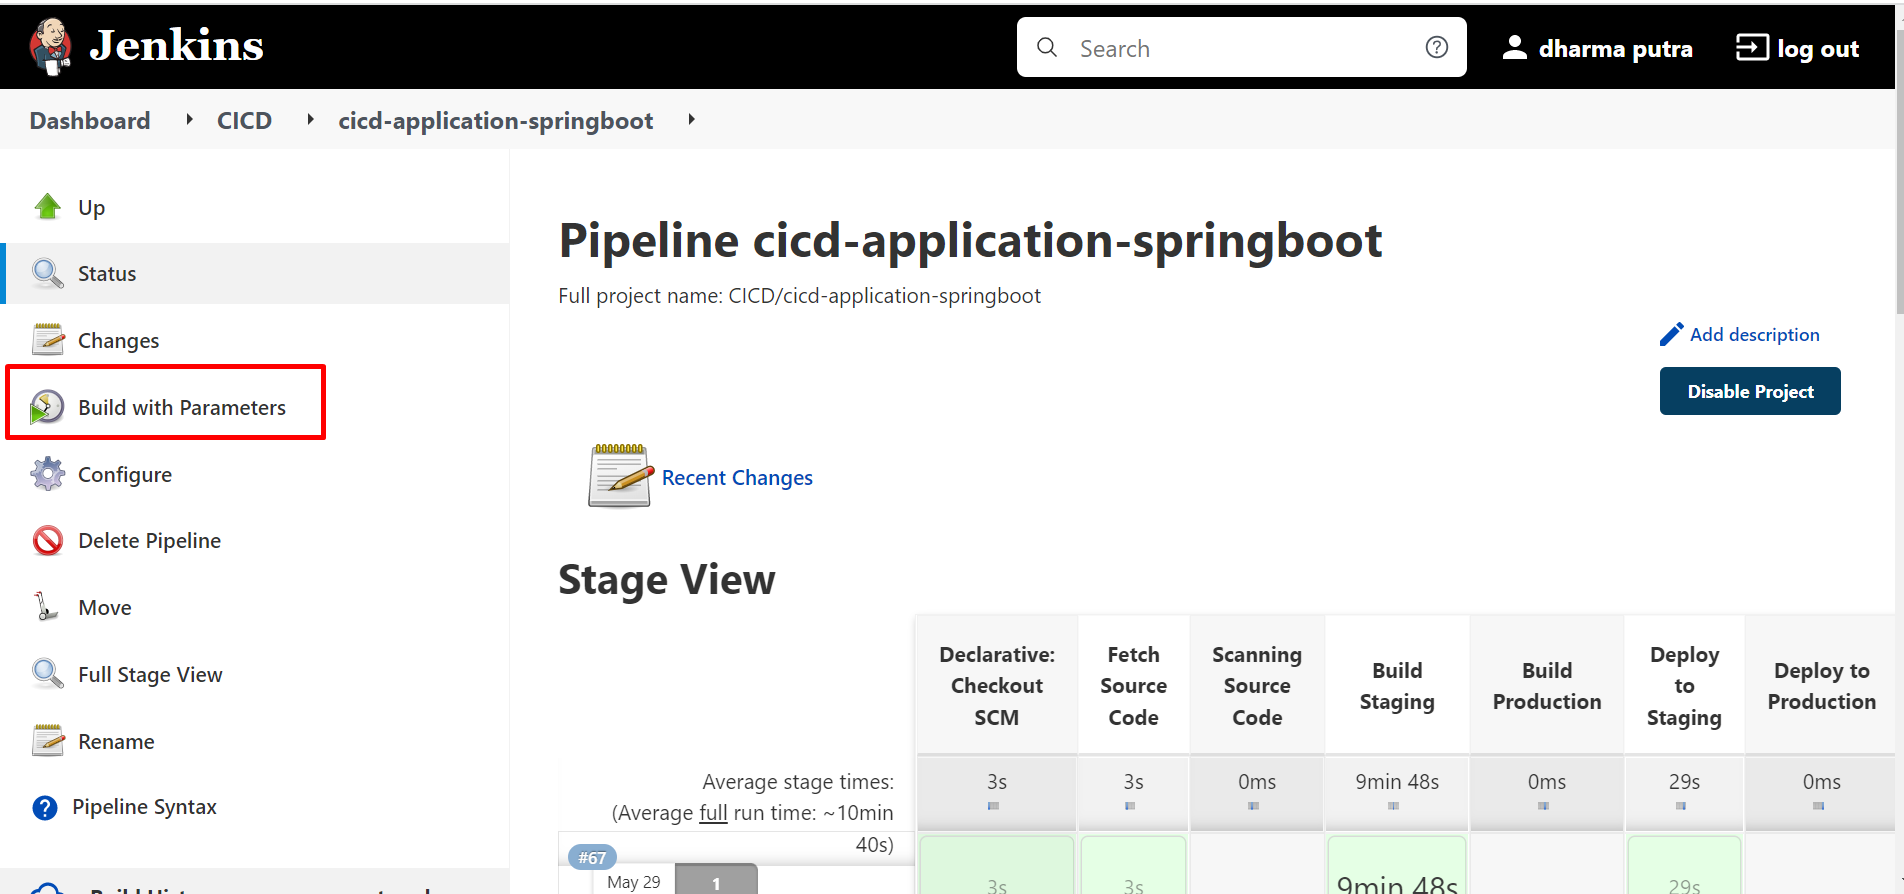 Jenkins
Search
dharma putra
log out
Dashboard
CICD
cicd-application-springboot
Up
Status
Changes
Build with Parameters
Configure
Delete Pipeline
Move
Full Stage View
Rename
Pipeline Syntax
Pipeline cicd-application-springboot
Full project name: CICD/cicd-application-springboot
Add description
Disable Project
Recent Changes
Stage View
Declarative:
Checkout
SCM
Fetch
Source
Code
Scanning
Source
Code
Build
Staging
Build
Production
Deploy
to
Staging
Deploy to
Production
Average stage times:
(Average full run time: ~10min
40s)
3s
3s
0ms
9min 48s
0ms
29s
0ms
#67
May 29
1
3s
3s
9min 48s
29s